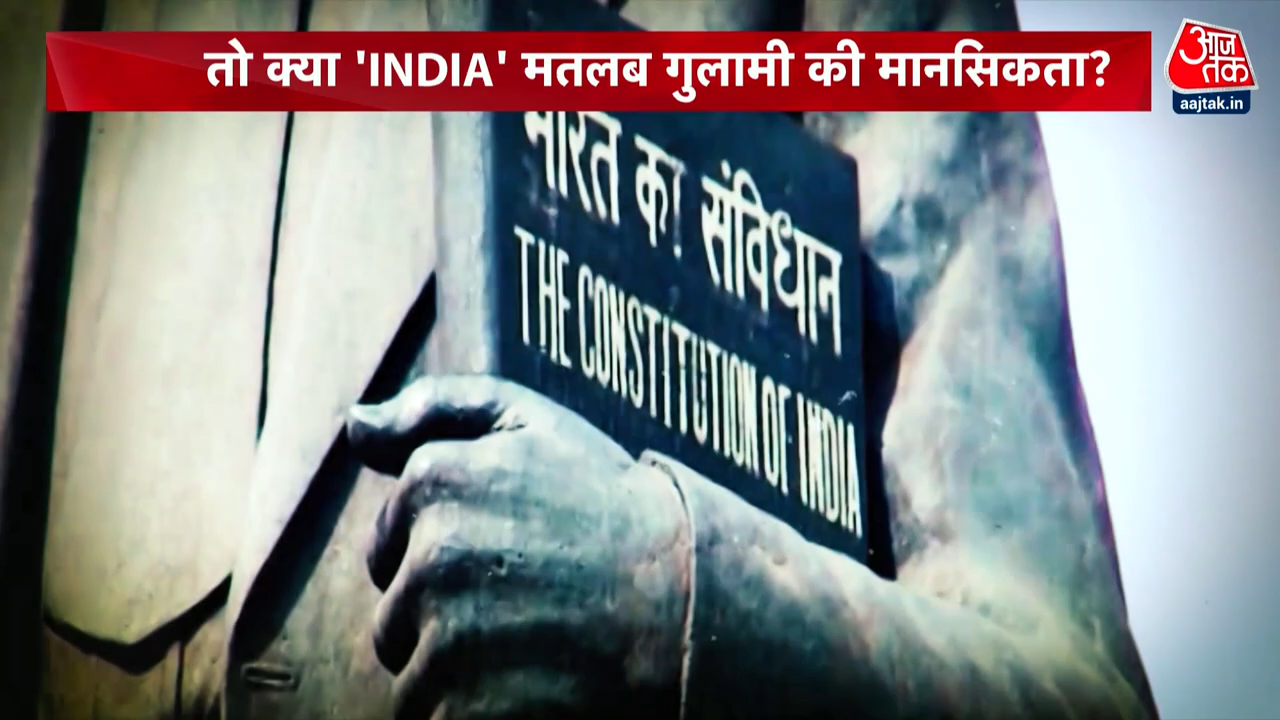 तो क्या 'INDIA' मतलब गुलामी की मानसिकता?
आज
तक
aajtak.in
भारत का संविधान
THE CONSTITUTION OF INDIA